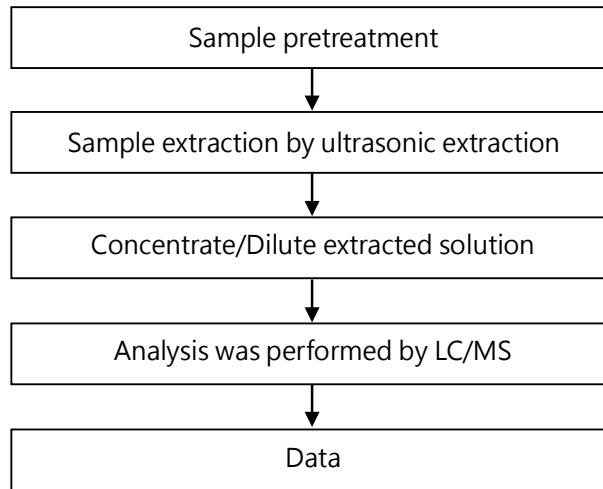 Sample pretreatment
Sample extraction by ultrasonic extraction
Concentrate/Dilute extracted solution
Analysis was performed by LC/MS
Data